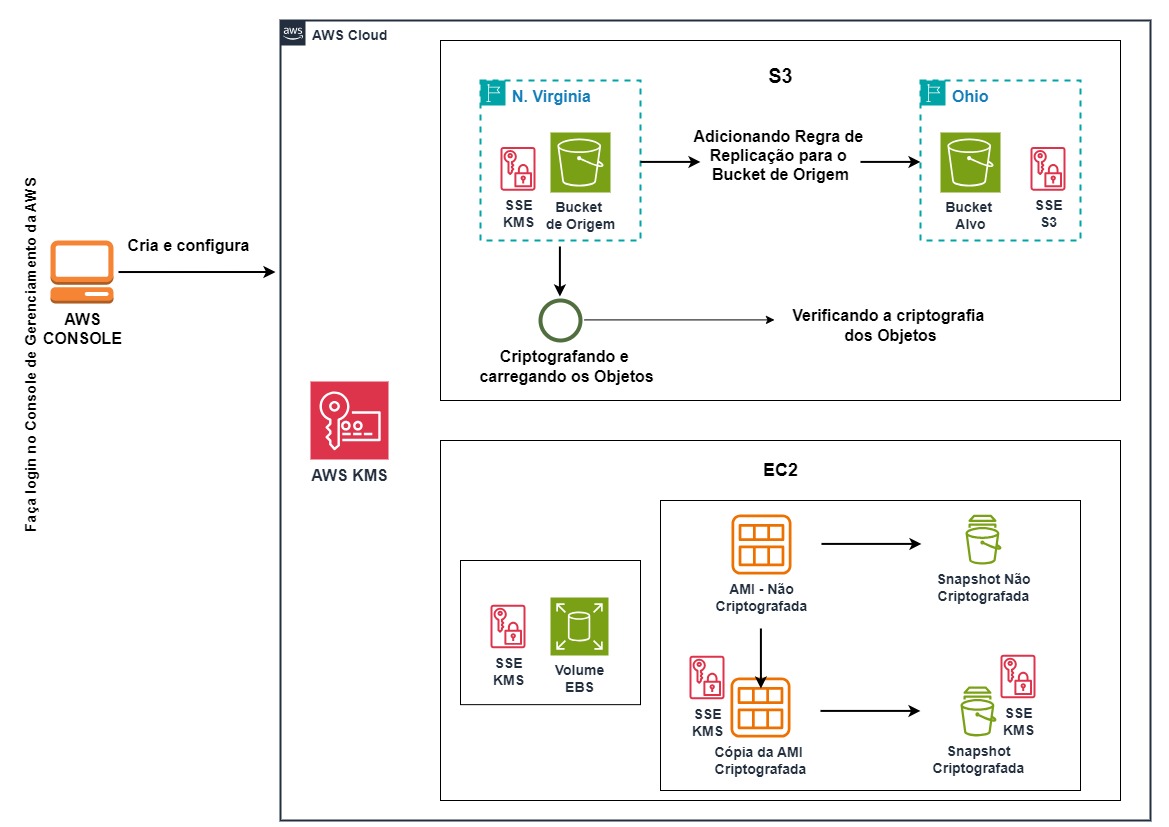 aws
AWS Cloud
S3
N. Virginia
Ohio
Adicionando Regra de
Replicação para o
Bucket de Origem
SSE
KMS
Bucket
de Origem
Bucket
Alvo
SSE
S3
Faça login no Console de Gerenciamento da AWS
Cria e configura
AWS
CONSOLE
Verificando a criptografia
dos Objetos
Criptografando e
carregando os Objetos
AWS KMS
EC2
AMI - Não
Criptografada
Snapshot Não
Criptografada
SSE
KMS
Volume
EBS
SSE
KMS
Cópia da AMI
Criptografada
SSE
KMS
Snapshot
Criptografada